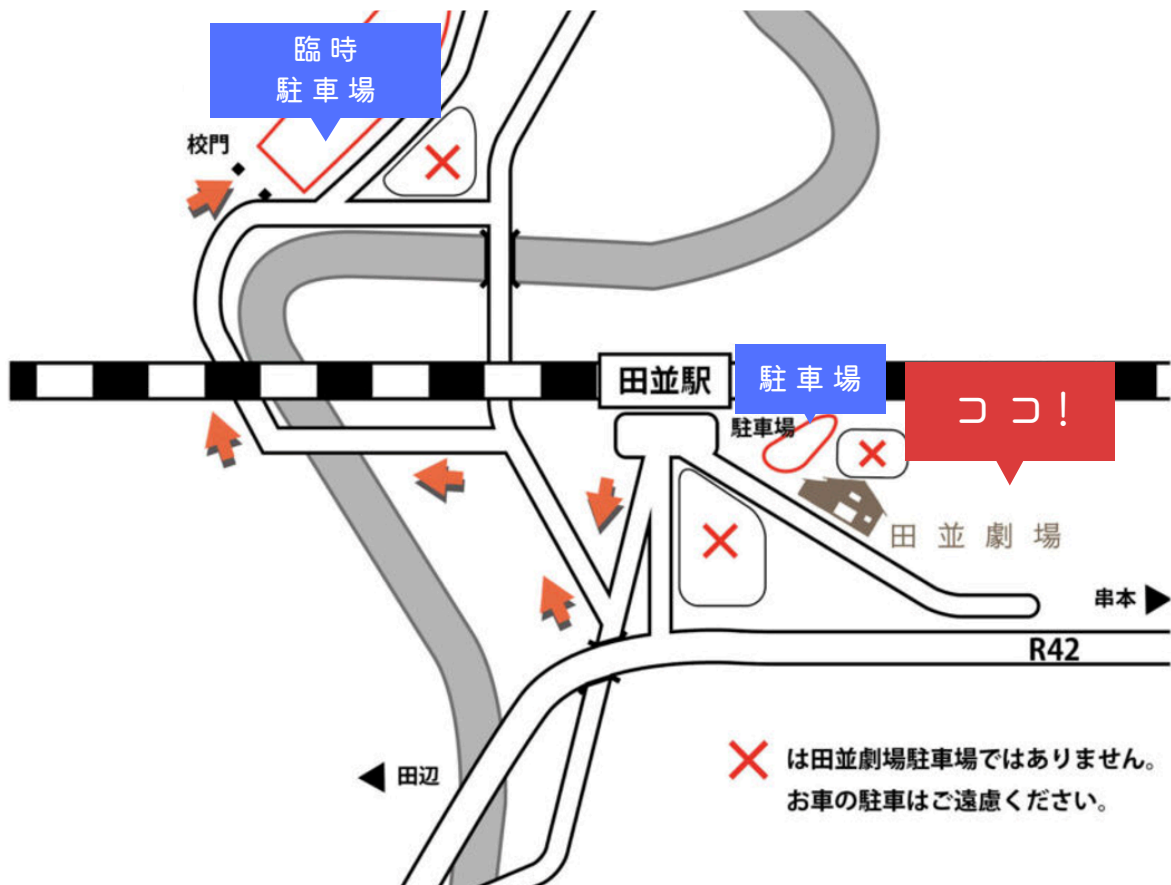 臨時
駐車場
校門
田並駅
駐車場
駐車場
ココ！
田並劇場
串本
R42
田辺
は田並劇場駐車場ではありません。
お車の駐車はご遠慮ください。